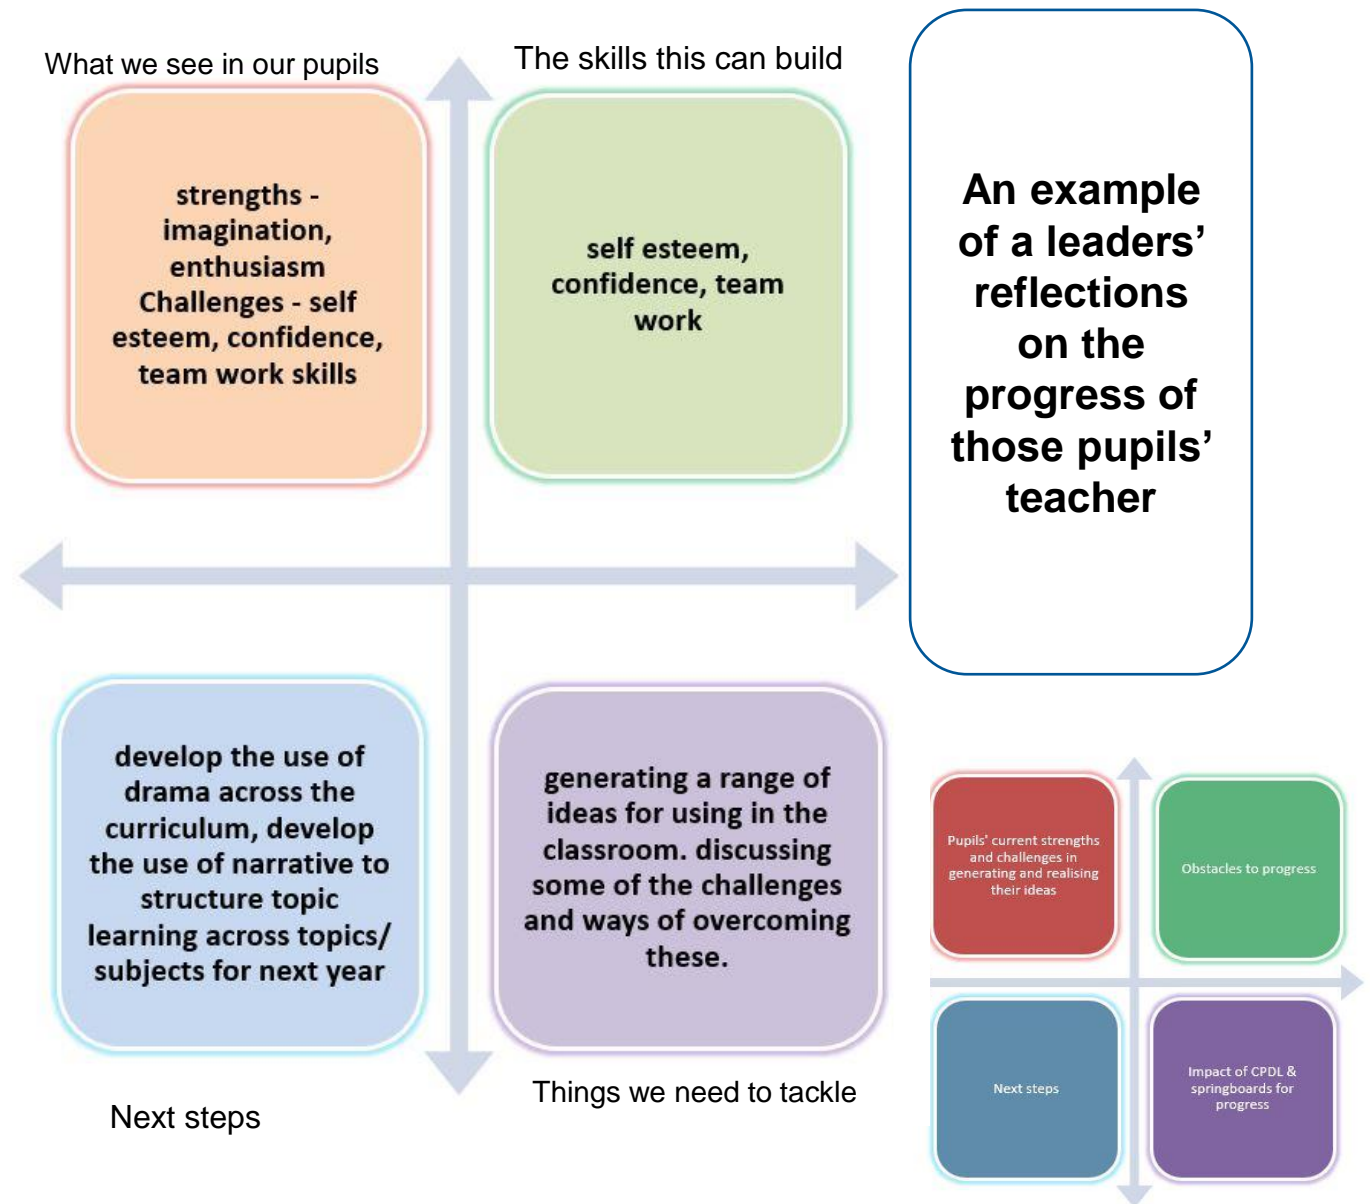 What we see in our pupils
The skills this can build
strengths -
imagination,
enthusiasm
Challenges - self
esteem, confidence,
team work skills
self esteem,
confidence, team
work
An example
of a leaders’
reflections
on the
progress of
those pupils’
teacher
develop the use of
drama across the
curriculum, develop
the use of narrative to
structure topic
learning across topics/
subjects for next year
generating a range of
ideas for using in the
classroom. discussing
some of the challenges
and ways of overcoming
these.
Next steps
Things we need to tackle
Pupils' current strengths
and challenges in
generating and realising
their ideas
Obstacles to progress
Next steps
Impact of CPDL &
springboards for
progress